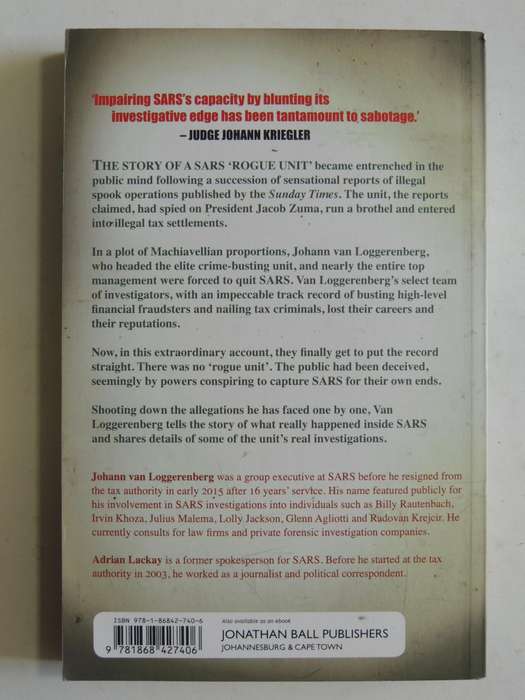 'Impairing SARS's capacity by blunting its
investigative edge has been tantamount to sabotage.'
– JUDGE JOHANN KRIEGLER
THE STORY OF A SARS 'ROGUE UNIT' became entrenched in the
public mind following a succession of sensational reports of illegal
spook operations published by the Sunday Times. The unit, the reports
claimed, had spied on President Jacob Zuma, run a brothel and entered
into illegal tax settlements.
In a plot of Machiavellian proportions, Johann van Loggerenberg,
who headed the elite crime-busting unit, and nearly the entire top
management were forced to quit SARS. Van Loggerenberg's select team
of investigators, with an impeccable track record of busting high-level
financial fraudsters and nailing tax criminals, lost their careers and
their reputations.
Now, in this extraordinary account, they finally get to put the record
straight. There was no 'rogue unit'. The public had been deceived,
seemingly by powers conspiring to capture SARS for their own ends.
Shooting down the allegations he has faced one by one, Van
Loggerenberg tells the story of what really happened inside SARS
and shares details of some of the unit's real investigations.
Johann van Loggerenberg was a group executive at SARS before he resigned from
the tax authority in early 2015 after 16 years' service. His name featured publicly for
his involvement in SARS investigations into individuals such as Billy Rautenbach,
Irvin Khoza, Julius Malema, Lolly Jackson, Glenn Agliotti and Radovan Krejcir. He
currently consults for law firms and private forensic investigation companies.
Adrian Lackay is a former spokesperson for SARS. Before he started at the tax
authority in 2003, he worked as a journalist and political correspondent.
ISBN 978-1-86842-740-6
9 781868 427406
Also available as an ebook
JONATHAN BALL PUBLISHERS
JOHANNESBURG & CAPE TOWN